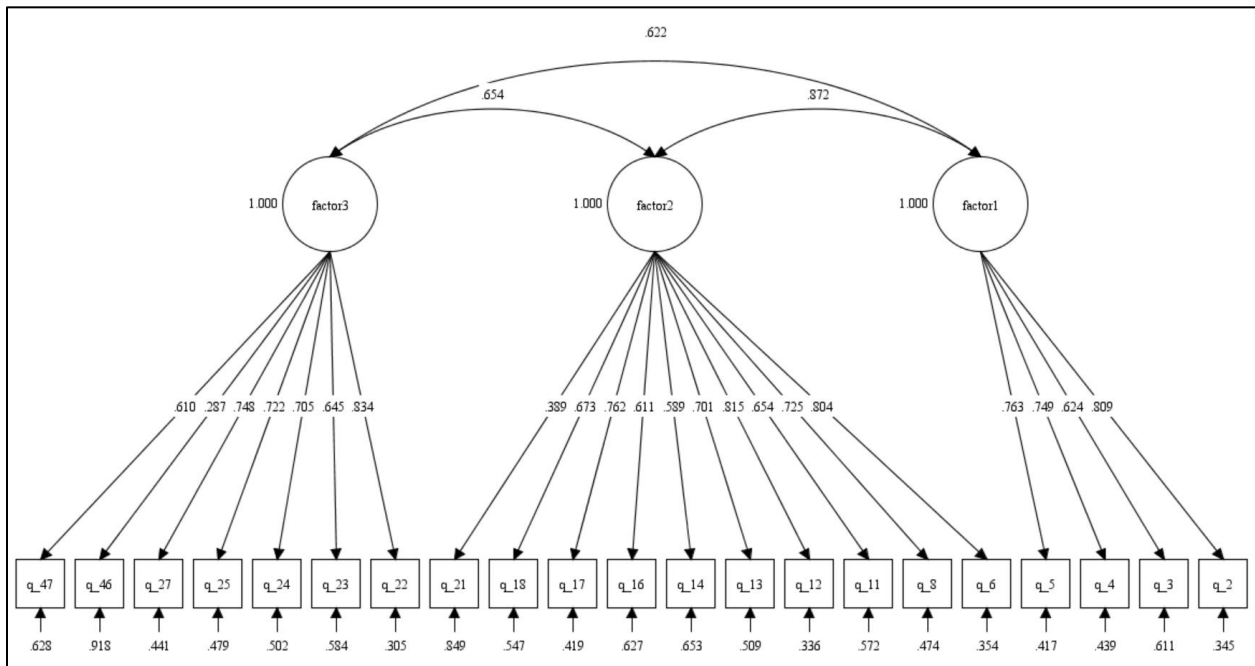 .622
.654 .872
1.000 factor3 1.000 factor2 1.000 factor1
.610 .287 .748 .722 .705 .645 .834 .389 .673 .762 .611 .589 .701 .815 .654 .725 .804 .763 .749 .624 .809
q_47 q_46 q_27 q_25 q_24 q_23 q_22 q_21 q_18 q_17 q_16 q_14 q_13 q_12 q_11 q_8 q_6 q_5 q_4 q_3 q_2
.628 .918 .441 .479 .502 .584 .305 .849 .547 .419 .627 .653 .509 .336 .572 .474 .354 .417 .439 .611 .345